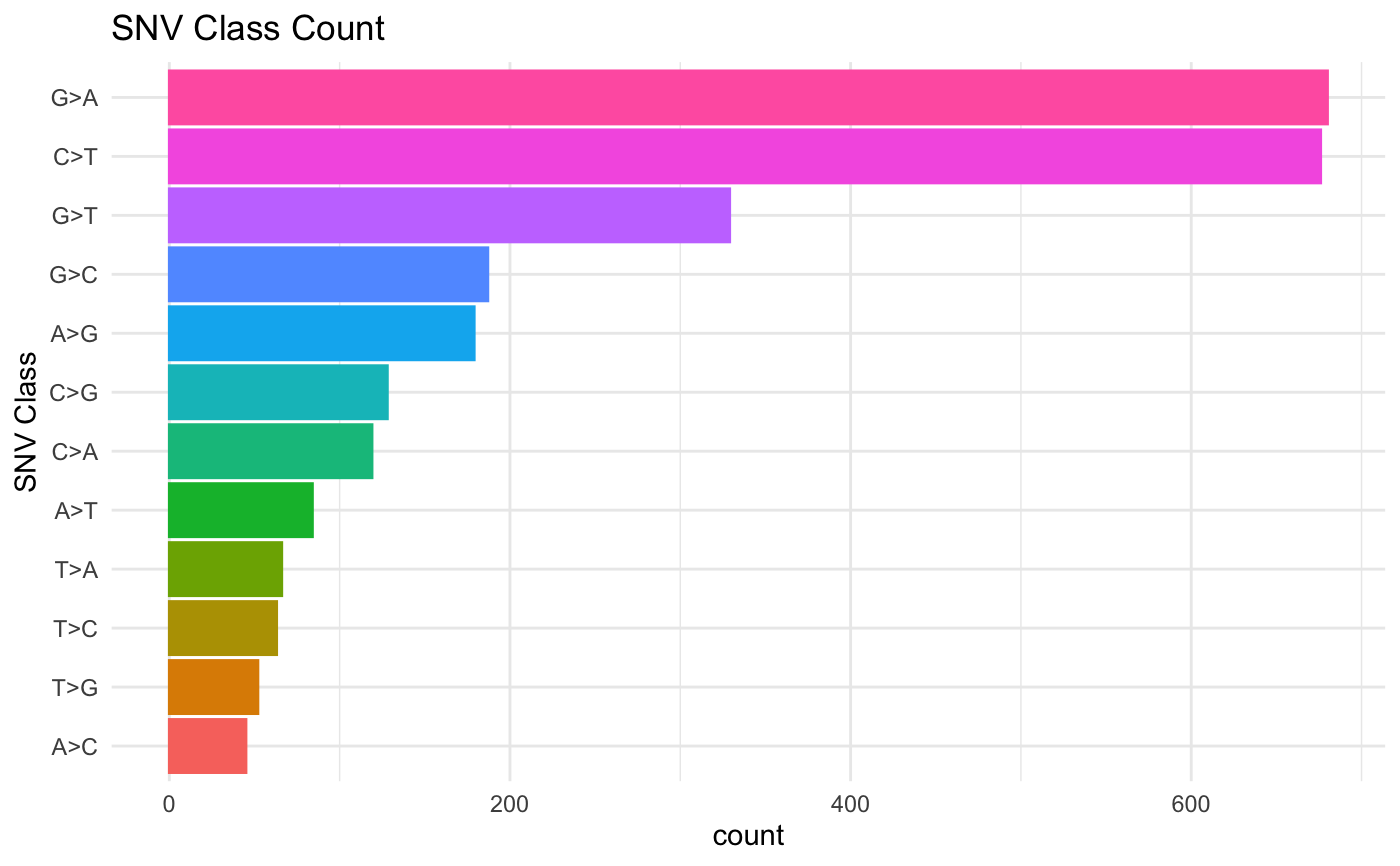 SNV Class Count
SNV Class
G>A
C>T
G>T
G>C
A>G
C>G
C>A
A>T
T>A
T>C
T>G
A>C
0 200 400 600
count